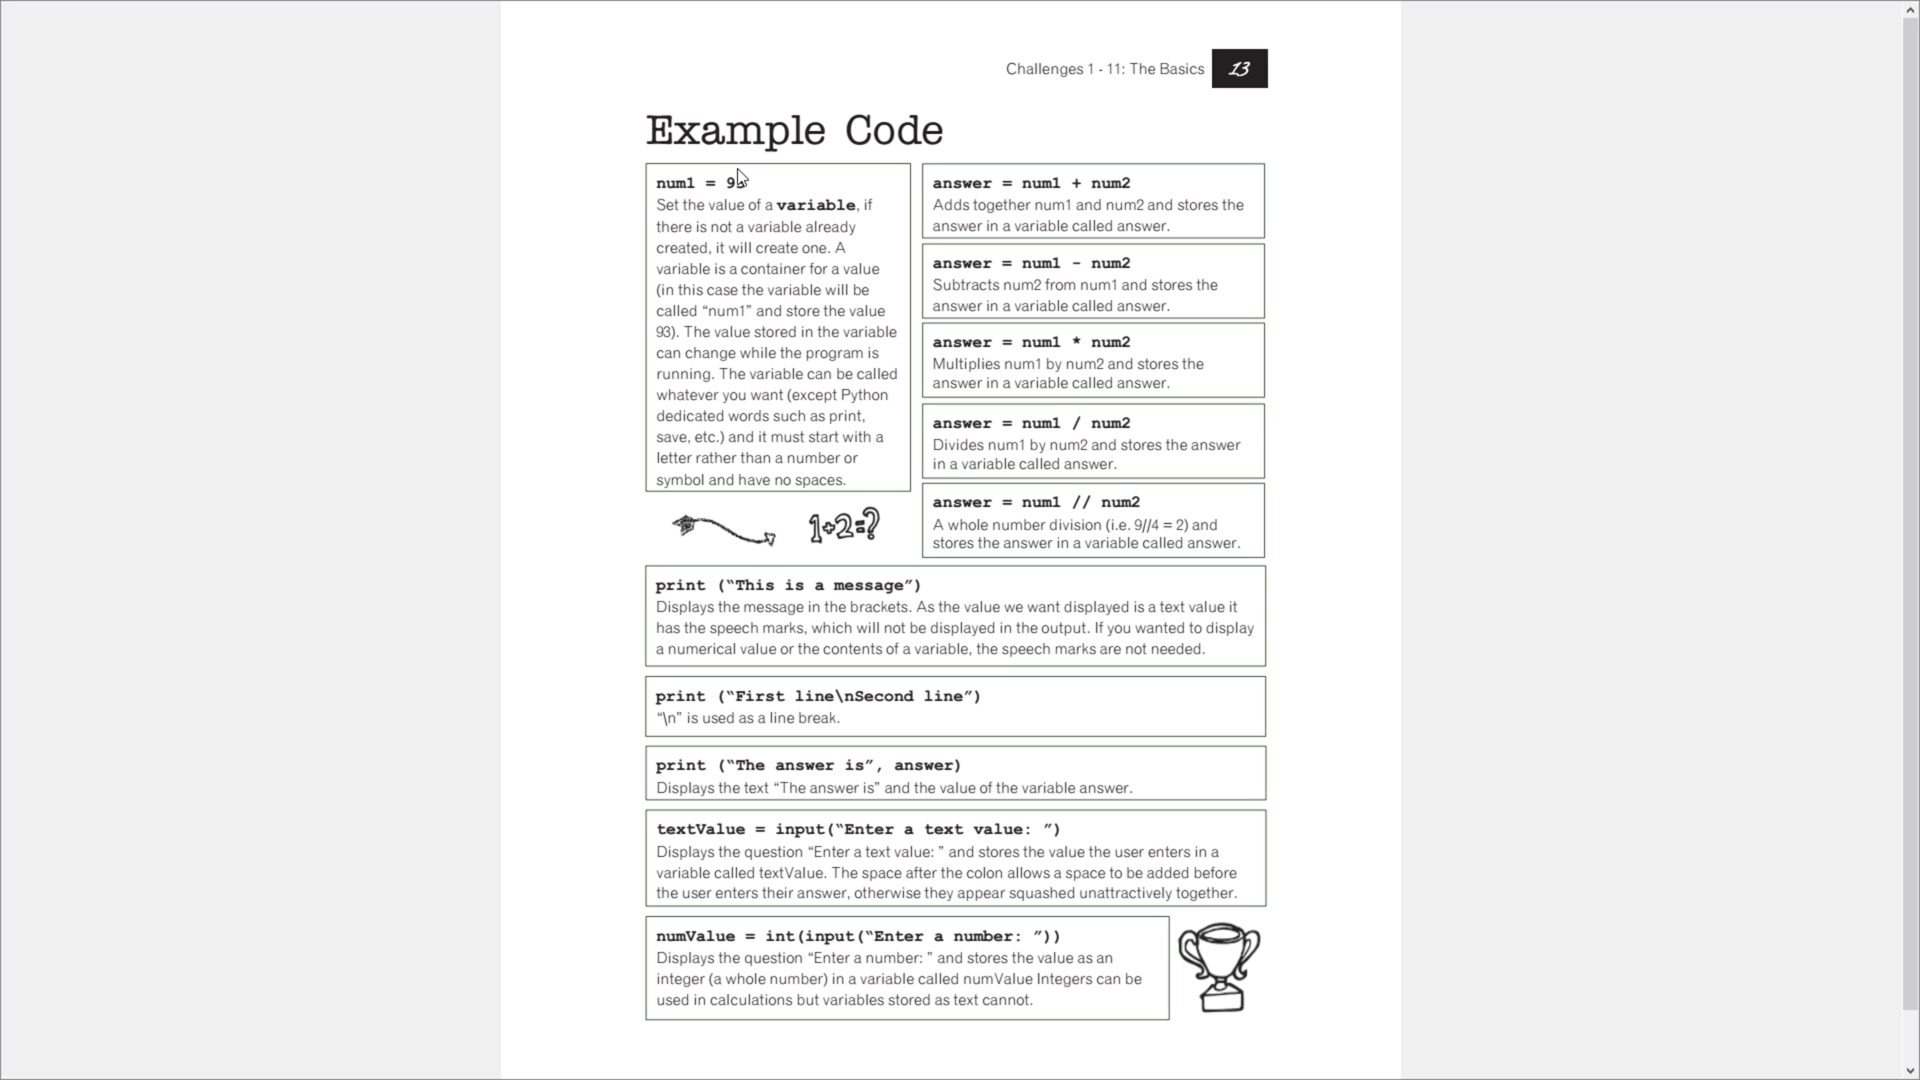 Challenges 1 - 11: The Basics 13
Example Code
num1 = 93
Set the value of a variable, if
there is not a variable already
created, it will create one. A
variable is a container for a value
(in this case the variable will be
called “num1” and store the value
93). The value stored in the variable
can change while the program is
running. The variable can be called
whatever you want (except Python
dedicated words such as print,
save, etc.) and it must start with a
letter rather than a number or
symbol and have no spaces.
1+2=?
answer = num1 + num2
Adds together num1 and num2 and stores the
answer in a variable called answer.
answer = num1 - num2
Subtracts num2 from num1 and stores the
answer in a variable called answer.
answer = num1 * num2
Multiplies num1 by num2 and stores the
answer in a variable called answer.
answer = num1 / num2
Divides num1 by num2 and stores the answer
in a variable called answer.
answer = num1 // num2
A whole number division (i.e. 9//4 = 2) and
stores the answer in a variable called answer.
print (“This is a message”)
Displays the message in the brackets. As the value we want displayed is a text value it
has the speech marks, which will not be displayed in the output. If you wanted to display
a numerical value or the contents of a variable, the speech marks are not needed.
print (“First line\nSecond line”)
“\n” is used as a line break.
print (“The answer is”, answer)
Displays the text “The answer is” and the value of the variable answer.
textValue = input(“Enter a text value: ”)
Displays the question “Enter a text value: ” and stores the value the user enters in a
variable called textValue. The space after the colon allows a space to be added before
the user enters their answer, otherwise they appear squashed unattractively together.
numValue = int(input(“Enter a number: ”))
Displays the question “Enter a number: ” and stores the value as an
integer (a whole number) in a variable called numValue Integers can be
used in calculations but variables stored as text cannot.